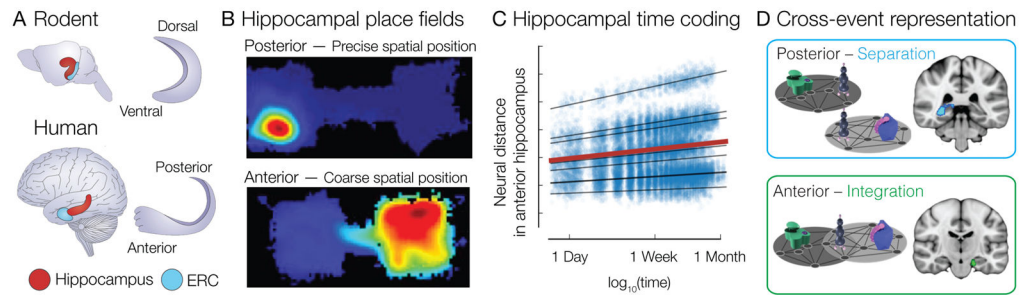 A Rodent
Dorsal
Ventral
Human
Posterior
Anterior
Hippocampus
ERC
B Hippocampal place fields
Posterior — Precise spatial position
Anterior — Coarse spatial position
C Hippocampal time coding
Neural distance
in anterior hippocampus
1 Day
1 Week
1 Month
log10(time)
D Cross-event representation
Posterior – Separation
Anterior – Integration